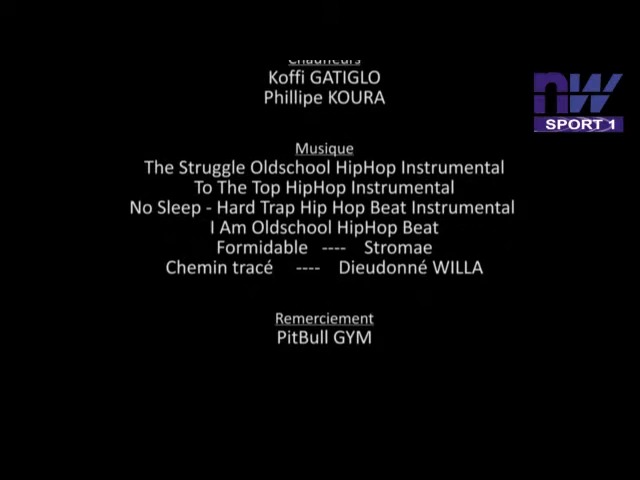 Chauffeurs
Koffi GATIGLO
Phillipe KOURA
nw
SPORT 1
Musique
The Struggle Oldschool HipHop Instrumental
To The Top HipHop Instrumental
No Sleep - Hard Trap Hip Hop Beat Instrumental
I Am Oldschool HipHop Beat
Formidable ---- Stromae
Chemin tracé ---- Dieudonné WILLA
Remerciement
PitBull GYM